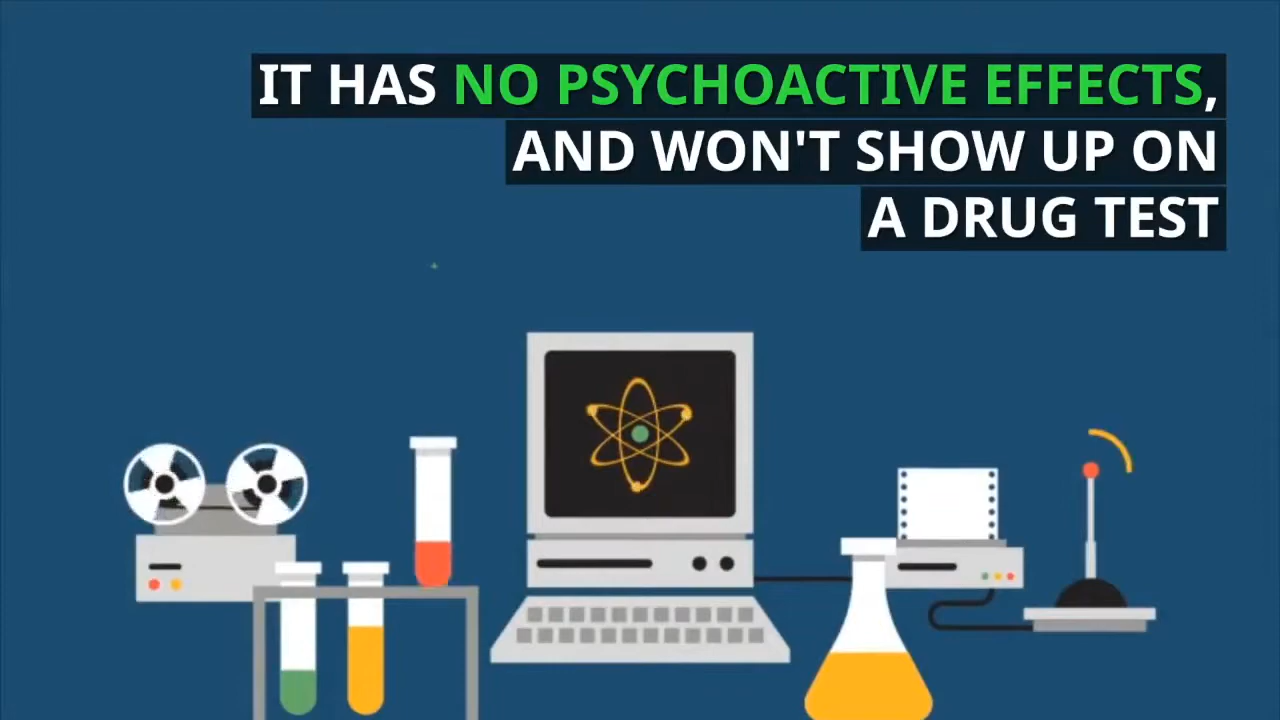 IT HAS NO PSYCHOACTIVE EFFECTS,
AND WON'T SHOW UP ON
A DRUG TEST